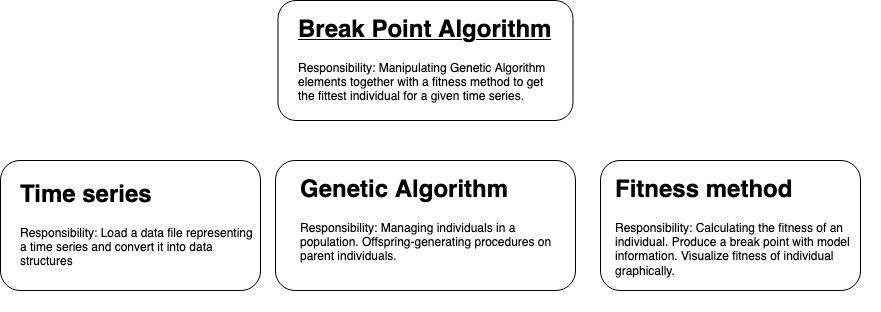 Break Point Algorithm
Responsibility: Manipulating Genetic Algorithm
elements together with a fitness method to get
the fittest individual for a given time series.
Time series
Responsibility: Load a data file representing
a time series and convert it into data
structures
Genetic Algorithm
Responsibility: Managing individuals in a
population. Offspring-generating procedures on
parent individuals.
Fitness method
Responsibility: Calculating the fitness of an
individual. Produce a break point with model
information. Visualize fitness of individual
graphically.